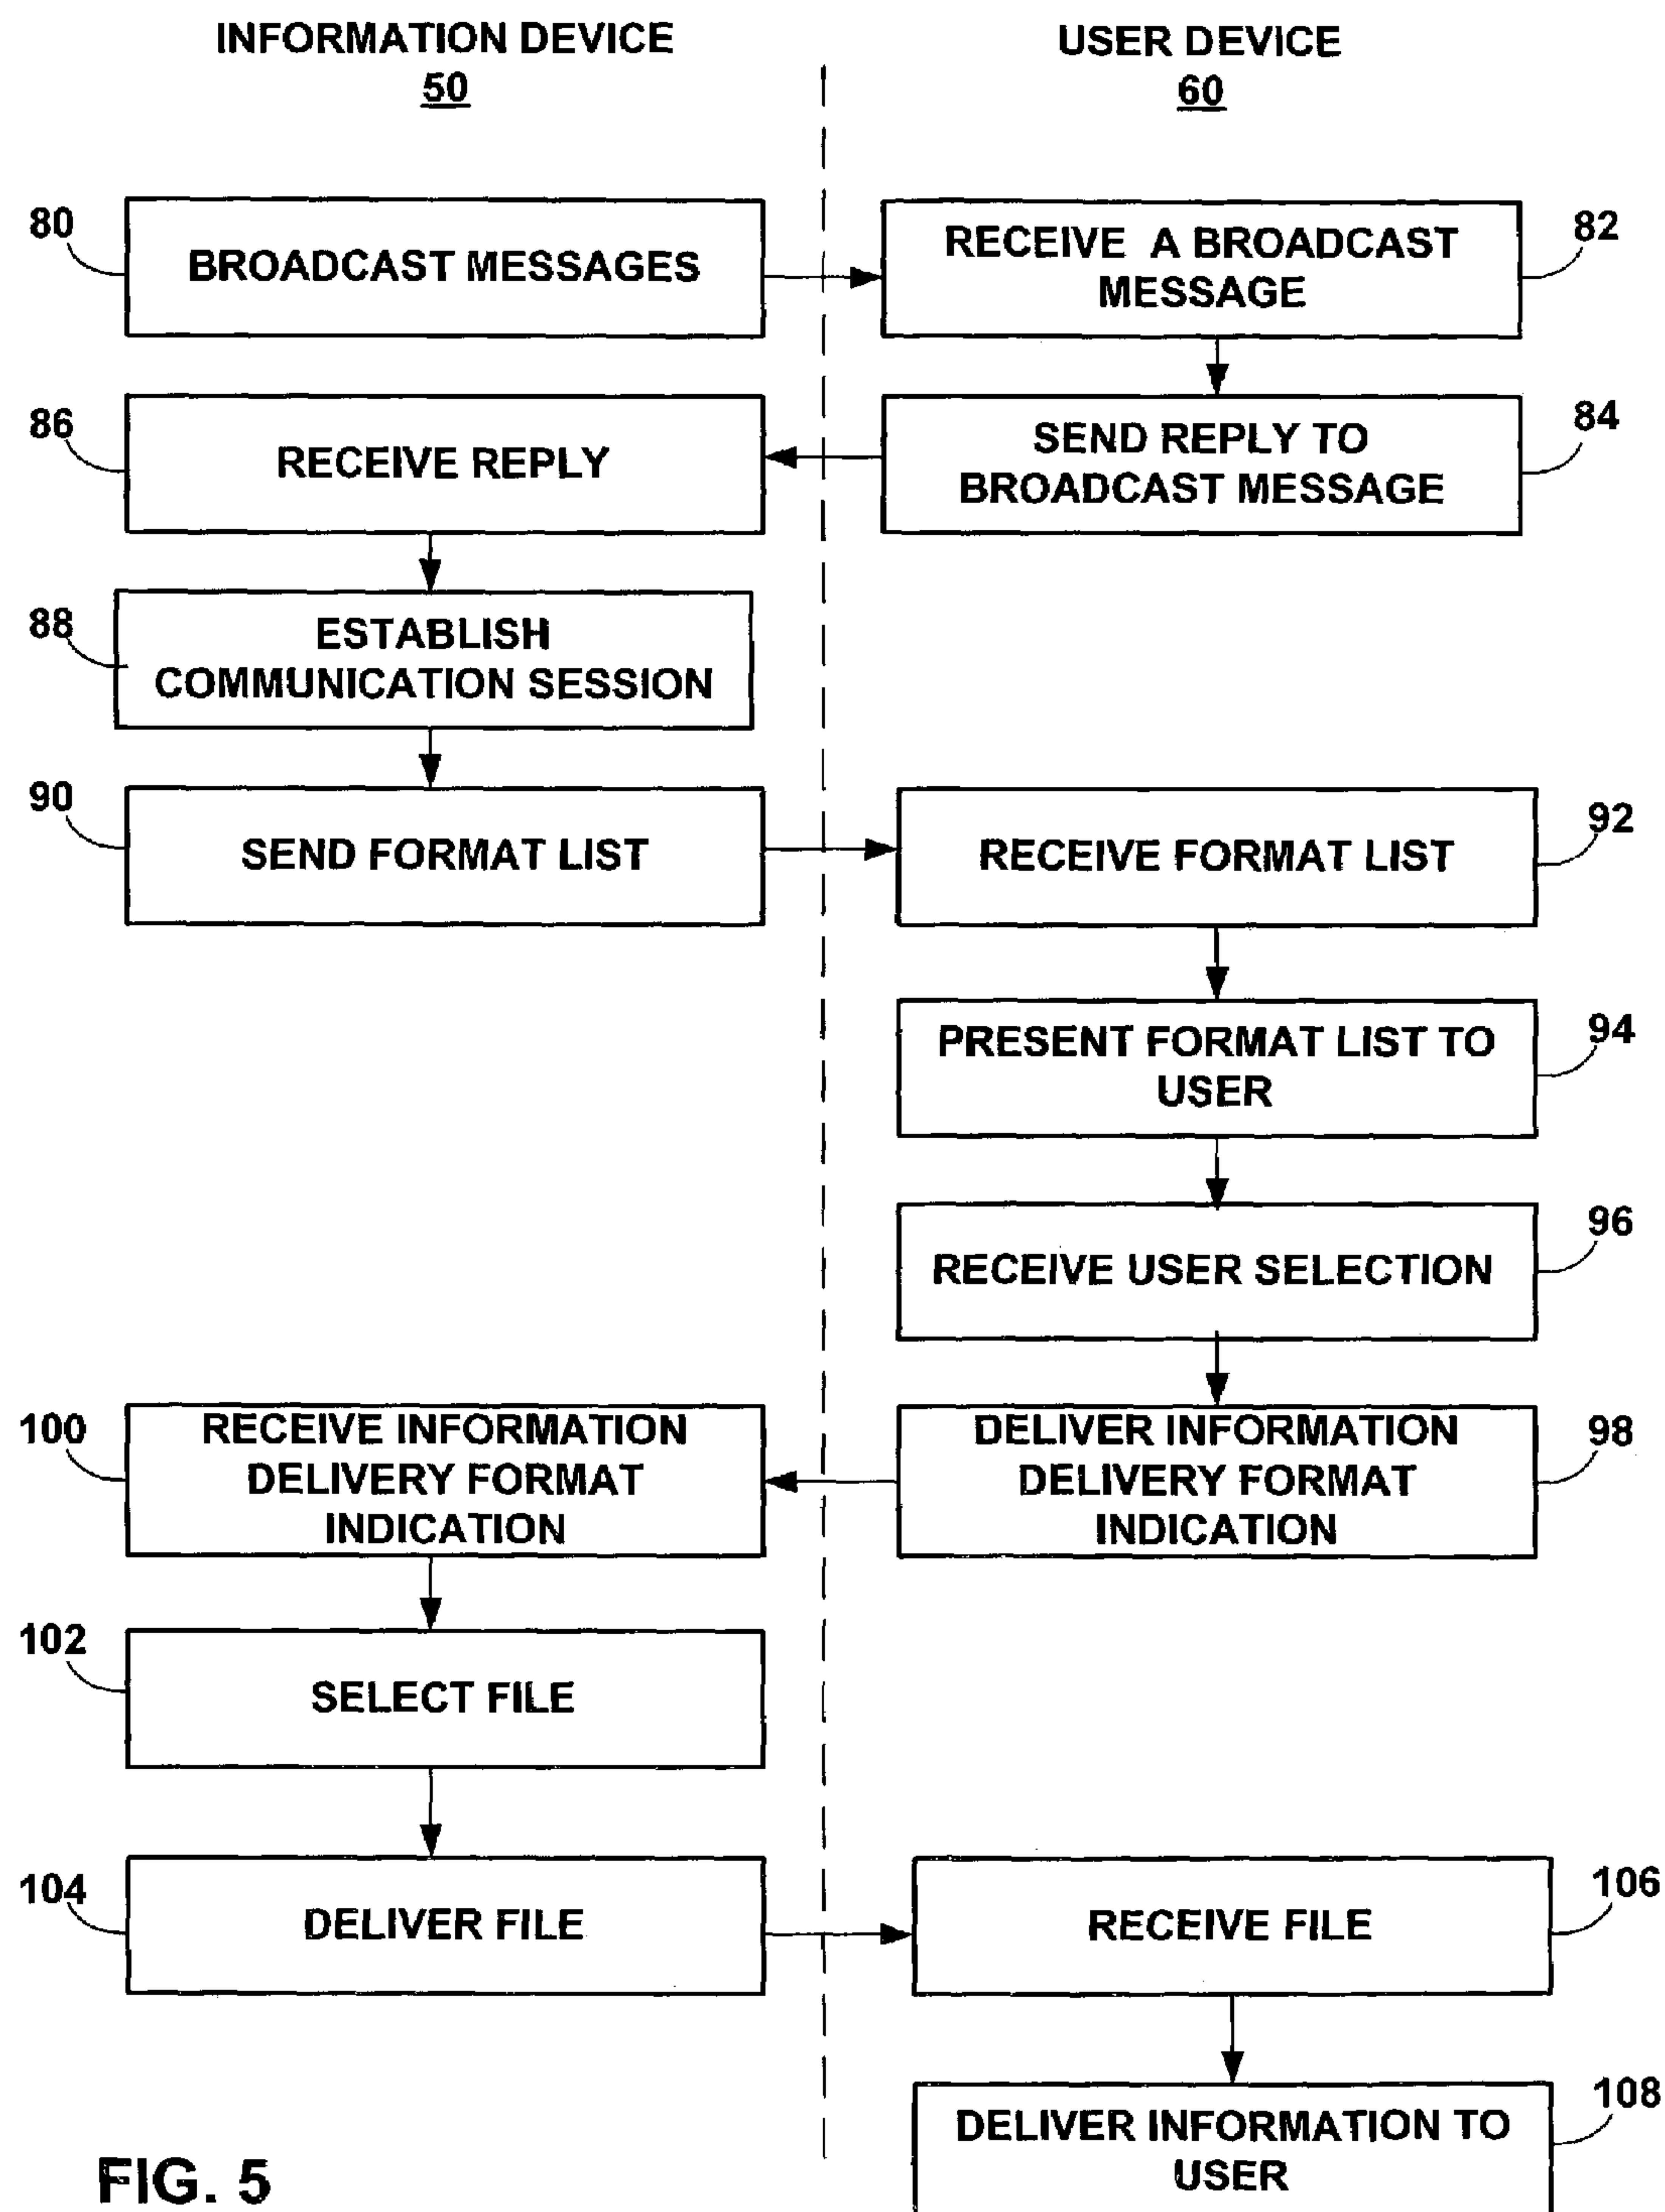 INFORMATION DEVICE
50
USER DEVICE
60
80
BROADCAST MESSAGES
RECEIVE A BROADCAST
MESSAGE
82
86
RECEIVE REPLY
SEND REPLY TO
BROADCAST MESSAGE
84
88
ESTABLISH
COMMUNICATION SESSION
90
SEND FORMAT LIST
RECEIVE FORMAT LIST
92
PRESENT FORMAT LIST TO
USER
94
RECEIVE USER SELECTION
96
100
RECEIVE INFORMATION
DELIVERY FORMAT
INDICATION
DELIVER INFORMATION
DELIVERY FORMAT
INDICATION
98
102
SELECT FILE
104
DELIVER FILE
RECEIVE FILE
106
DELIVER INFORMATION TO
USER
108
FIG. 5